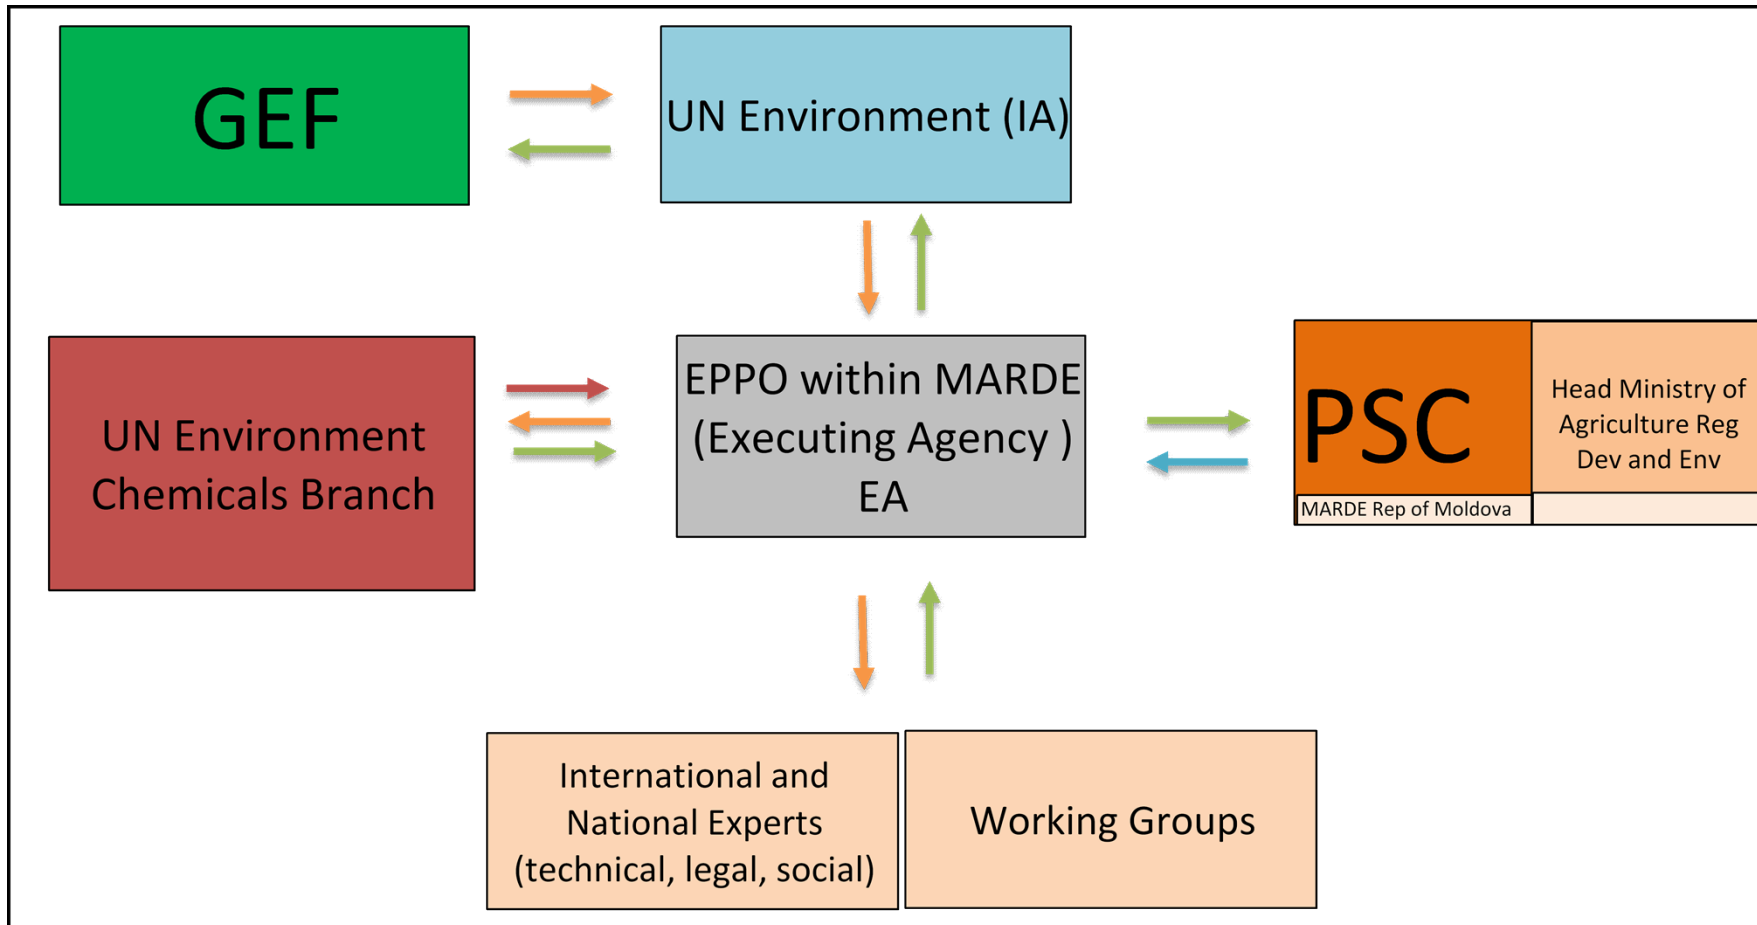 GEF
UN Environment (IA)
UN Environment
Chemicals Branch
EPPO within MARDE
(Executing Agency )
EA
PSC
Head Ministry of
Agriculture Reg
Dev and Env
MARDE Rep of Moldova
International and
National Experts
(technical, legal, social)
Working Groups